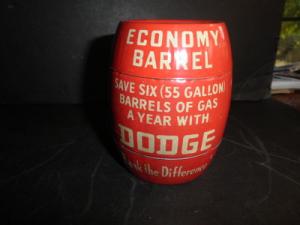 ECONOMY
BARREL
SAVE SIX (55 GALLON)
BARRELS OF GAS
A YEAR WITH
DODGE
the Difference